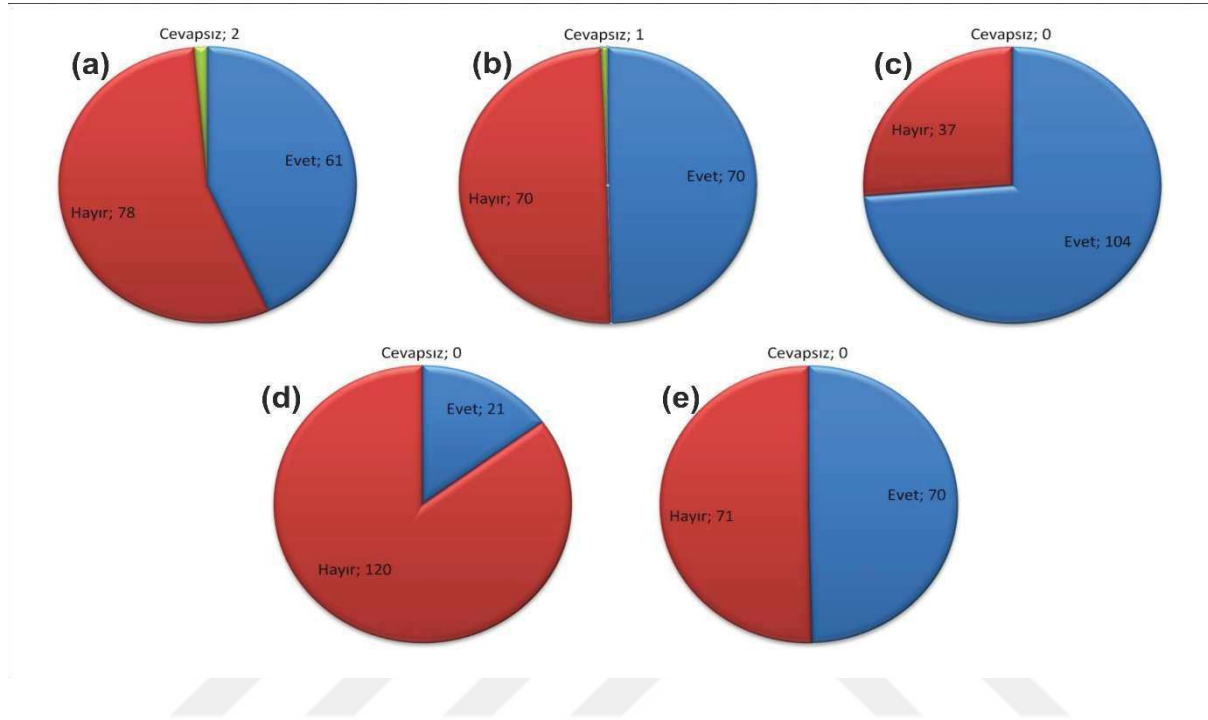 (a)
Cevapsız; 2
Evet; 61
Hayır; 78
(b)
Cevapsız; 1
Evet; 70
Hayır; 70
(c)
Cevapsız; 0
Hayır; 37
Evet; 104
(d)
Cevapsız; 0
Evet; 21
Hayır; 120
(e)
Cevapsız; 0
Evet; 70
Hayır; 71